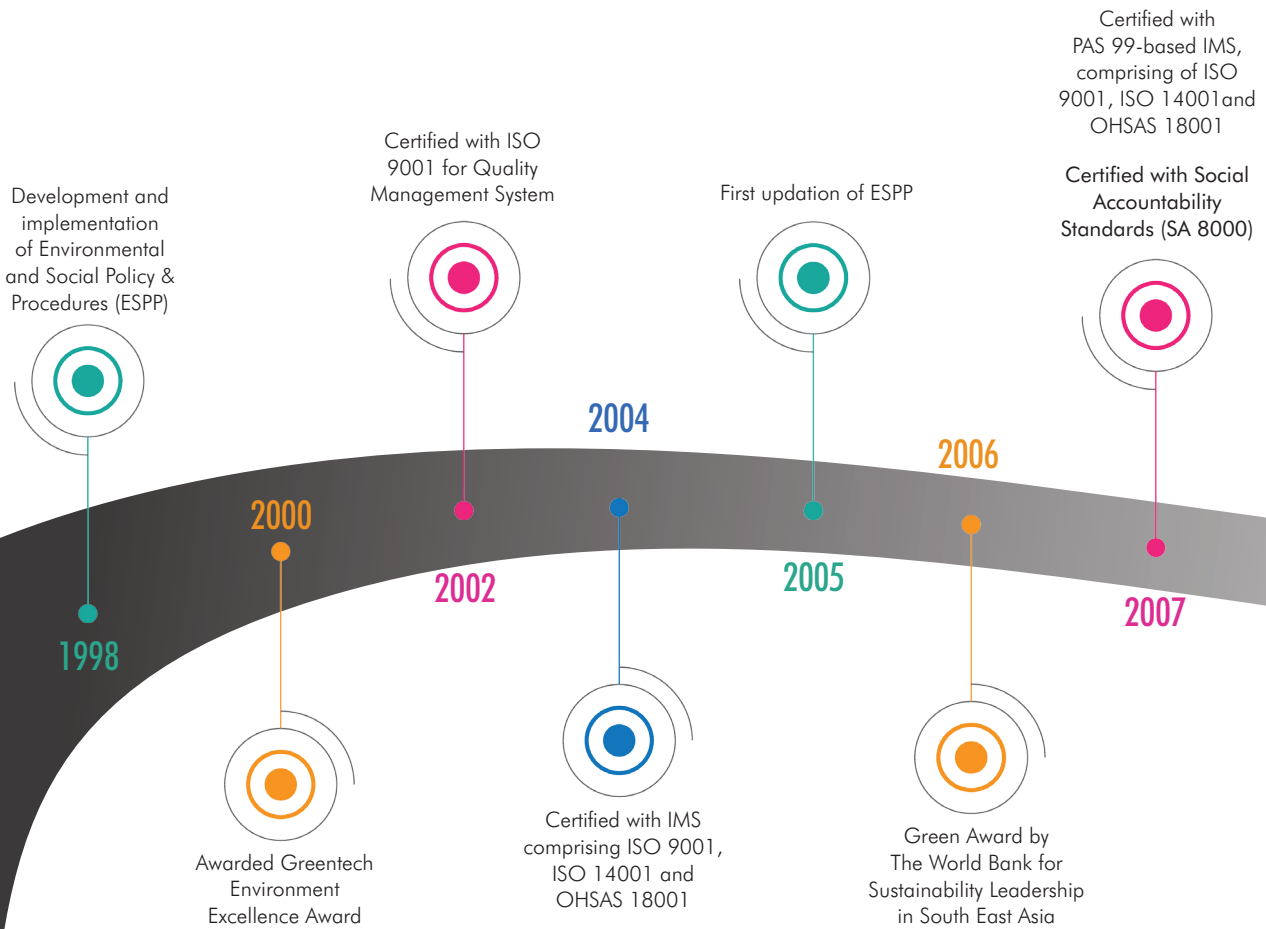 Development and
implementation
of Environmental
and Social Policy &
Procedures (ESPP)
1998
2000
Awarded Greentech
Environment
Excellence Award
Certified with ISO
9001 for Quality
Management System
2002
2004
Certified with IMS
comprising ISO 9001,
ISO 14001 and
OHSAS 18001
First updation of ESPP
2005
2006
Green Award by
The World Bank for
Sustainability Leadership
in South East Asia
Certified with
PAS 99-based IMS,
comprising of ISO
9001, ISO 14001and
OHSAS 18001
Certified with Social
Accountability
Standards (SA 8000)
2007